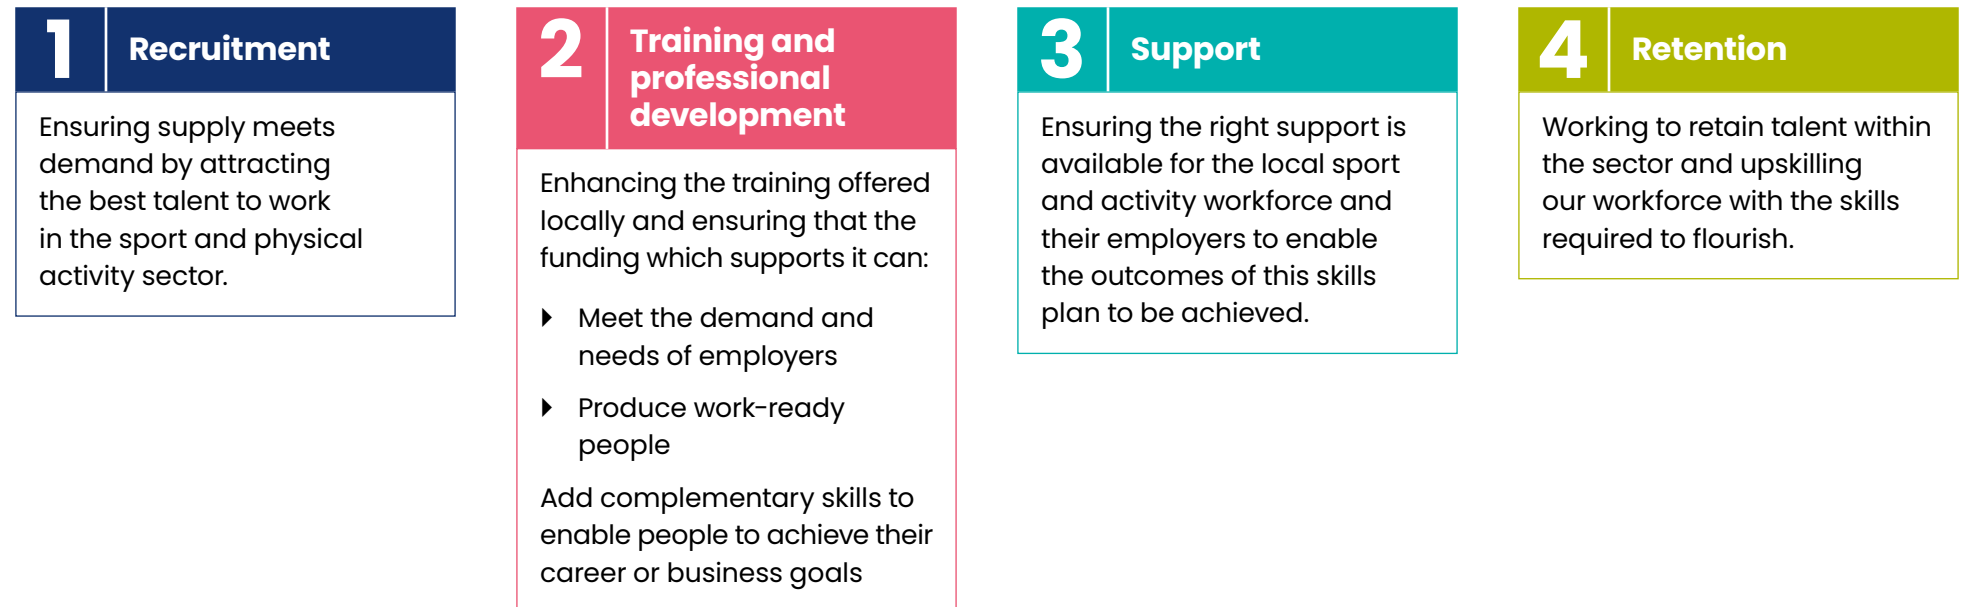 1
Recruitment
Ensuring supply meets
demand by attracting
the best talent to work
in the sport and physical
activity sector.
2
Training and
professional
development
Enhancing the training offered
locally and ensuring that the
funding which supports it can:
Meet the demand and
needs of employers
Produce work-ready
people
Add complementary skills to
enable people to achieve their
career or business goals
3
Support
Ensuring the right support is
available for the local sport
and activity workforce and
their employers to enable
the outcomes of this skills
plan to be achieved.
4
Retention
Working to retain talent within
the sector and upskilling
our workforce with the skills
required to flourish.